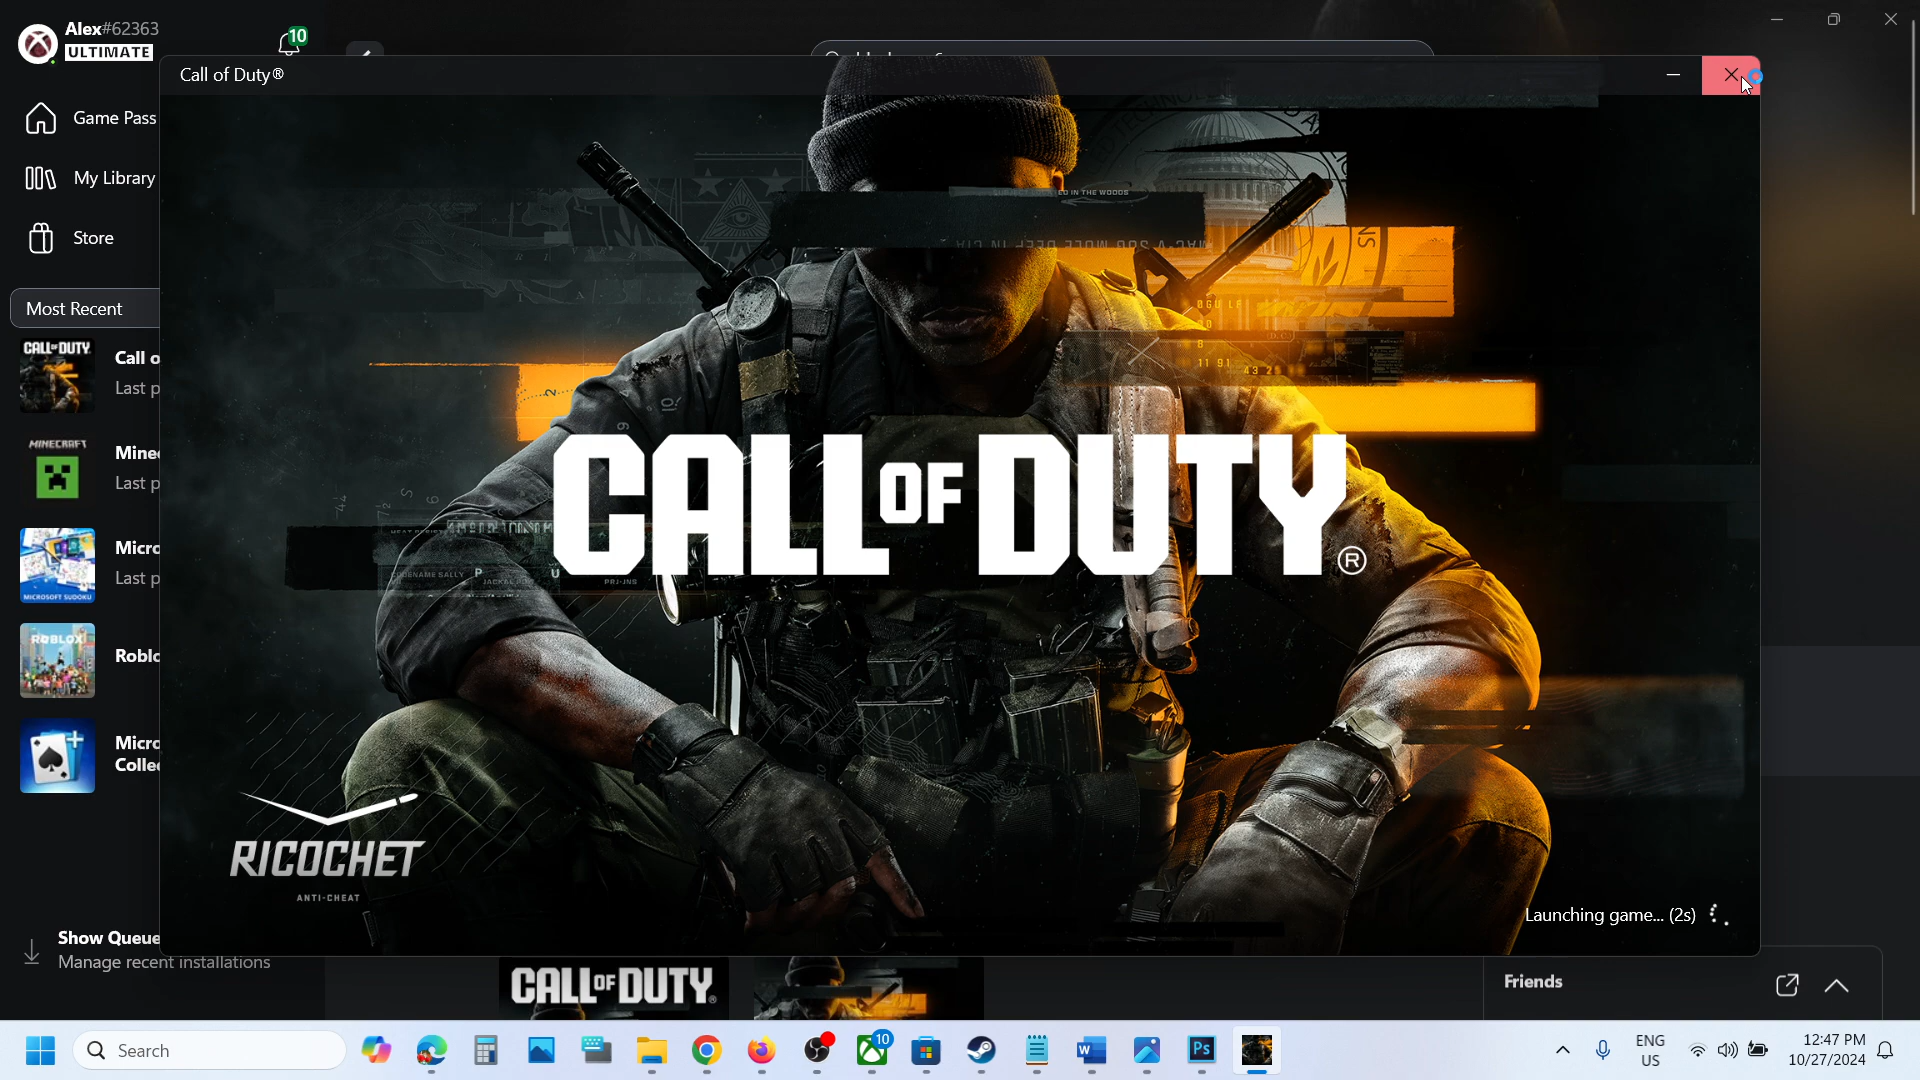 Alex#62363
ULTIMATE
10
Call of Duty®
Game Pass
My Library
Store
Most Recent
CALL OF DUTY
Call o
Last p
MINECRAFT
Mine
Last p
MICROSOFT SUDOKU
Micro
Last p
ROBLOX
Roblo
Micro
Colle
CALL OF DUTY®
RICOCHET
ANTI-CHEAT
Launching game... (2s)
Show Queue
Manage recent installations
CALL OF DUTY
Friends
Search
10
ENG
US
12:47 PM
10/27/2024